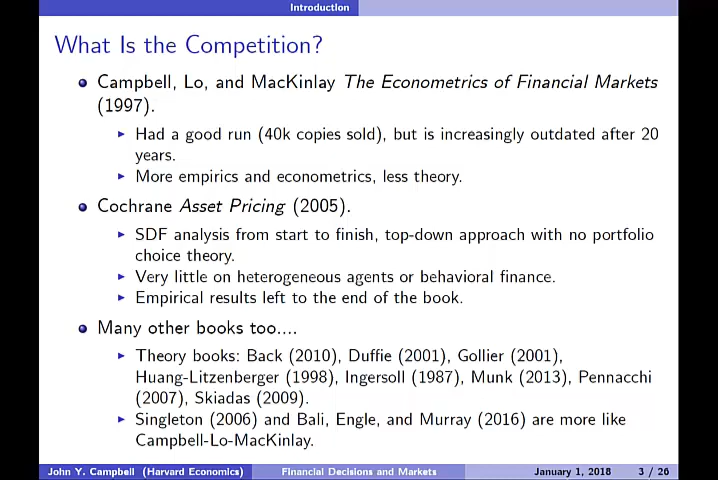 Introduction
What Is the Competition?
Campbell, Lo, and MacKinlay The Econometrics of Financial Markets
(1997).
Had a good run (40k copies sold), but is increasingly outdated after 20
years.
More empirics and econometrics, less theory.
Cochrane Asset Pricing (2005).
SDF analysis from start to finish, top-down approach with no portfolio
choice theory.
Very little on heterogeneous agents or behavioral finance.
Empirical results left to the end of the book.
Many other books too....
Theory books: Back (2010), Duffie (2001), Gollier (2001),
Huang-Litzenberger (1998), Ingersoll (1987), Munk (2013), Pennacchi
(2007), Skiadas (2009).
Singleton (2006) and Bali, Engle, and Murray (2016) are more like
Campbell-Lo-MacKinlay.
John Y. Campbell (Harvard Economics) Financial Decisions and Markets January 1, 2018 3 / 26